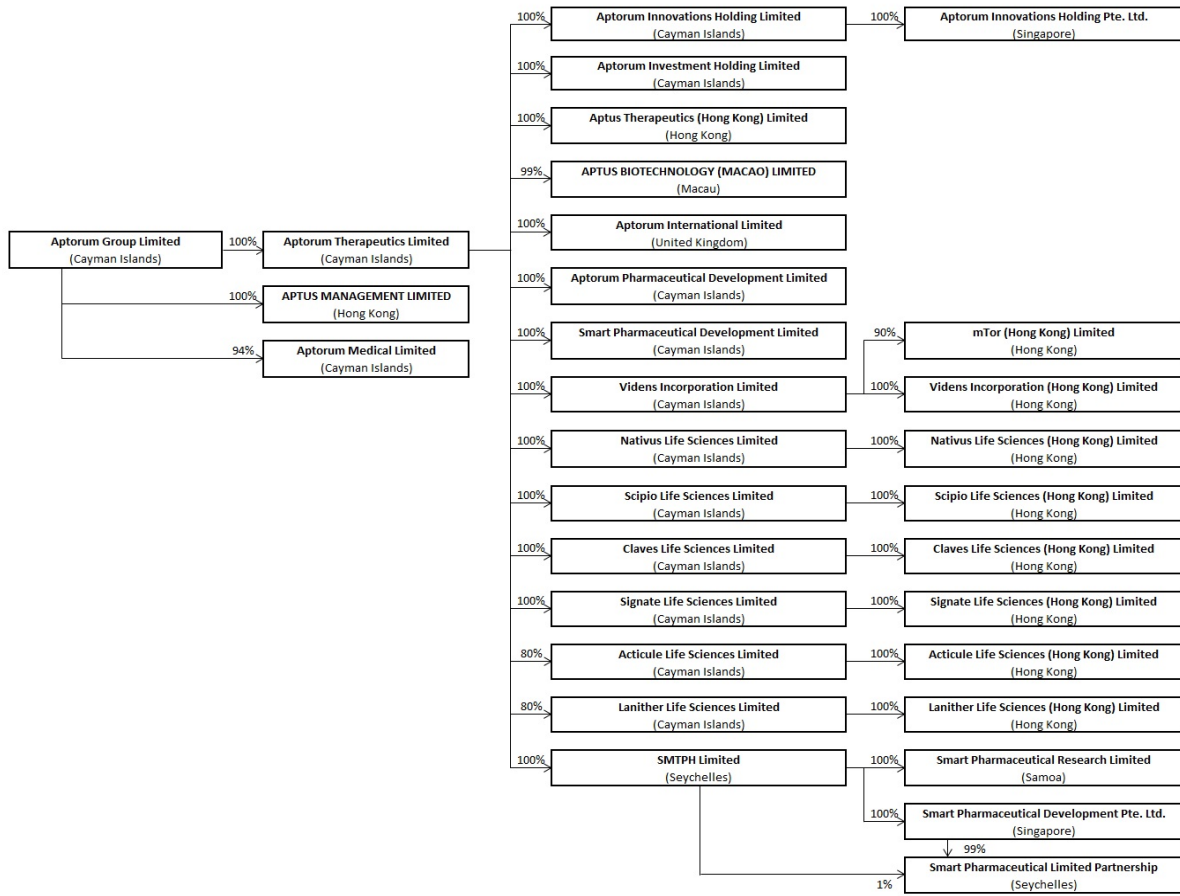 100%
Aptorum Innovations Holding Limited
(Cayman Islands)
100%
Aptorum Innovations Holding Pte. Ltd.
(Singapore)
100%
Aptorum Investment Holding Limited
(Cayman Islands)
100%
Aptus Therapeutics (Hong Kong) Limited
(Hong Kong)
99%
APTUS BIOTECHNOLOGY (MACAO) LIMITED
(Macau)
Aptorum Group Limited
(Cayman Islands)
100%
Aptorum Therapeutics Limited
(Cayman Islands)
100%
Aptorum International Limited
(United Kingdom)
100%
APTUS MANAGEMENT LIMITED
(Hong Kong)
100%
Aptorum Pharmaceutical Development Limited
(Cayman Islands)
94%
Aptorum Medical Limited
(Cayman Islands)
100%
Smart Pharmaceutical Development Limited
(Cayman Islands)
90%
mTor (Hong Kong) Limited
(Hong Kong)
100%
Videns Incorporation Limited
(Cayman Islands)
100%
Videns Incorporation (Hong Kong) Limited
(Hong Kong)
100%
Nativus Life Sciences Limited
(Cayman Islands)
100%
Nativus Life Sciences (Hong Kong) Limited
(Hong Kong)
100%
Scipio Life Sciences Limited
(Cayman Islands)
100%
Scipio Life Sciences (Hong Kong) Limited
(Hong Kong)
100%
Claves Life Sciences Limited
(Cayman Islands)
100%
Claves Life Sciences (Hong Kong) Limited
(Hong Kong)
100%
Signate Life Sciences Limited
(Cayman Islands)
100%
Signate Life Sciences (Hong Kong) Limited
(Hong Kong)
80%
Acticule Life Sciences Limited
(Cayman Islands)
100%
Acticule Life Sciences (Hong Kong) Limited
(Hong Kong)
80%
Lanither Life Sciences Limited
(Cayman Islands)
100%
Lanither Life Sciences (Hong Kong) Limited
(Hong Kong)
100%
SMTPH Limited
(Seychelles)
100%
Smart Pharmaceutical Research Limited
(Samoa)
100%
Smart Pharmaceutical Development Pte. Ltd.
(Singapore)
99%
1%
Smart Pharmaceutical Limited Partnership
(Seychelles)